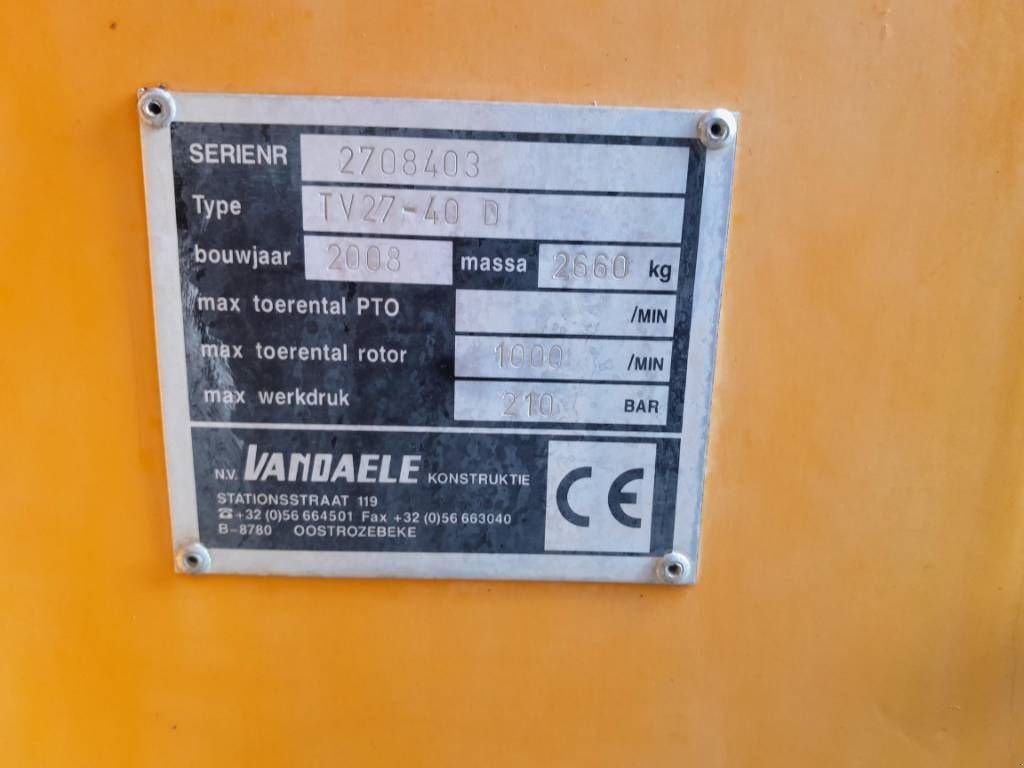 SERIENR 2708403
Type TV27-40 D
bouwjaar 2008 massa 2660 kg
max toerental PTO /MIN
max toerental rotor 1000 /MIN
max werkdruk 210 BAR
N.V. VANDAELE KONSTRUKTIE
STATIONSSTRAAT 119
☎+32 (0)56 664501 Fax +32 (0)56 663040
B-8780 OOSTROZEBEKE
CE